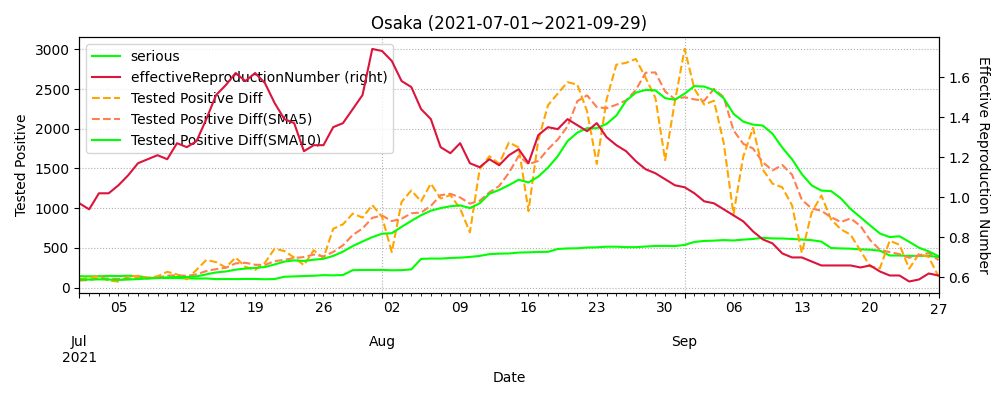 Osaka (2021-07-01~2021-09-29)
serious
effectiveReproductionNumber (right)
Tested Positive Diff
Tested Positive Diff(SMA5)
Tested Positive Diff(SMA10)
Tested Positive
3000
2500
2000
1500
1000
500
0
1.6
1.4
1.2
1.0
0.8
0.6
Effective Reproduction Number
05 12 19 26 02 09 16 23 30 06 13 20 27
Jul Aug Sep
2021
Date